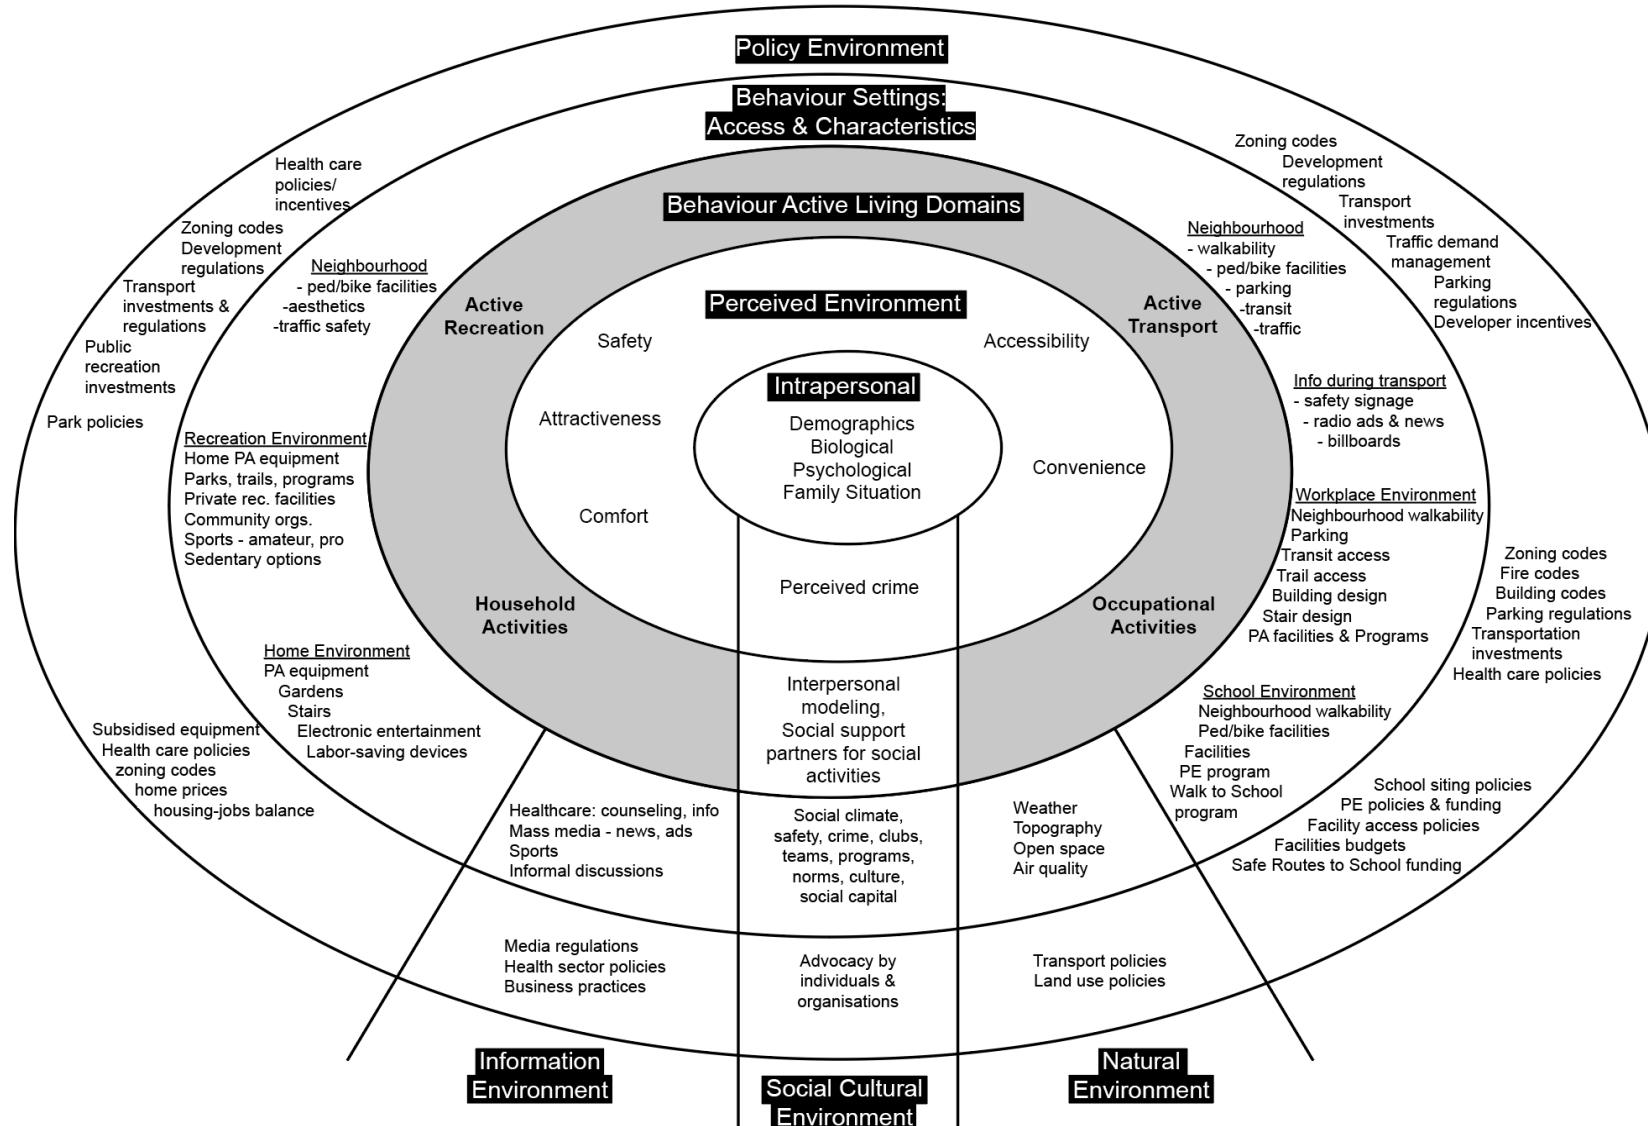 Policy Environment
Behaviour Settings:
Access & Characteristics
Behaviour Active Living Domains
Perceived Environment
Intrapersonal
Demographics
Biological
Psychological
Family Situation
Safety
Attractiveness
Comfort
Accessibility
Convenience
Perceived crime
Active
Recreation
Active
Transport
Household
Activities
Occupational
Activities
Interpersonal
modeling,
Social support
partners for social
activities
Health care
policies/
incentives
Zoning codes
Development
regulations
Transport
investments &
regulations
Public
recreation
investments
Park policies
Neighbourhood
- ped/bike facilities
-aesthetics
-traffic safety
Recreation Environment
Home PA equipment
Parks, trails, programs
Private rec. facilities
Community orgs.
Sports - amateur, pro
Sedentary options
Home Environment
PA equipment
Gardens
Stairs
Electronic entertainment
Labor-saving devices
Subsidised equipment
Health care policies
zoning codes
home prices
housing-jobs balance
Zoning codes
Development
regulations
Transport
investments
Traffic demand
management
Parking
regulations
Developer incentives
Neighbourhood
- walkability
- ped/bike facilities
- parking
-transit
-traffic
Info during transport
- safety signage
- radio ads & news
- billboards
Workplace Environment
Neighbourhood walkability
Parking
Transit access
Trail access
Building design
Stair design
PA facilities & Programs
Zoning codes
Fire codes
Building codes
Parking regulations
Transportation
investments
Health care policies
School Environment
Neighbourhood walkability
Ped/bike facilities
Facilities
PE program
Walk to School
program
School siting policies
PE policies & funding
Facility access policies
Facilities budgets
Safe Routes to School funding
Healthcare: counseling, info
Mass media - news, ads
Sports
Informal discussions
Social climate,
safety, crime, clubs,
teams, programs,
norms, culture,
social capital
Weather
Topography
Open space
Air quality
Media regulations
Health sector policies
Business practices
Advocacy by
individuals &
organisations
Transport policies
Land use policies
Information
Environment
Social Cultural
Environment
Natural
Environment